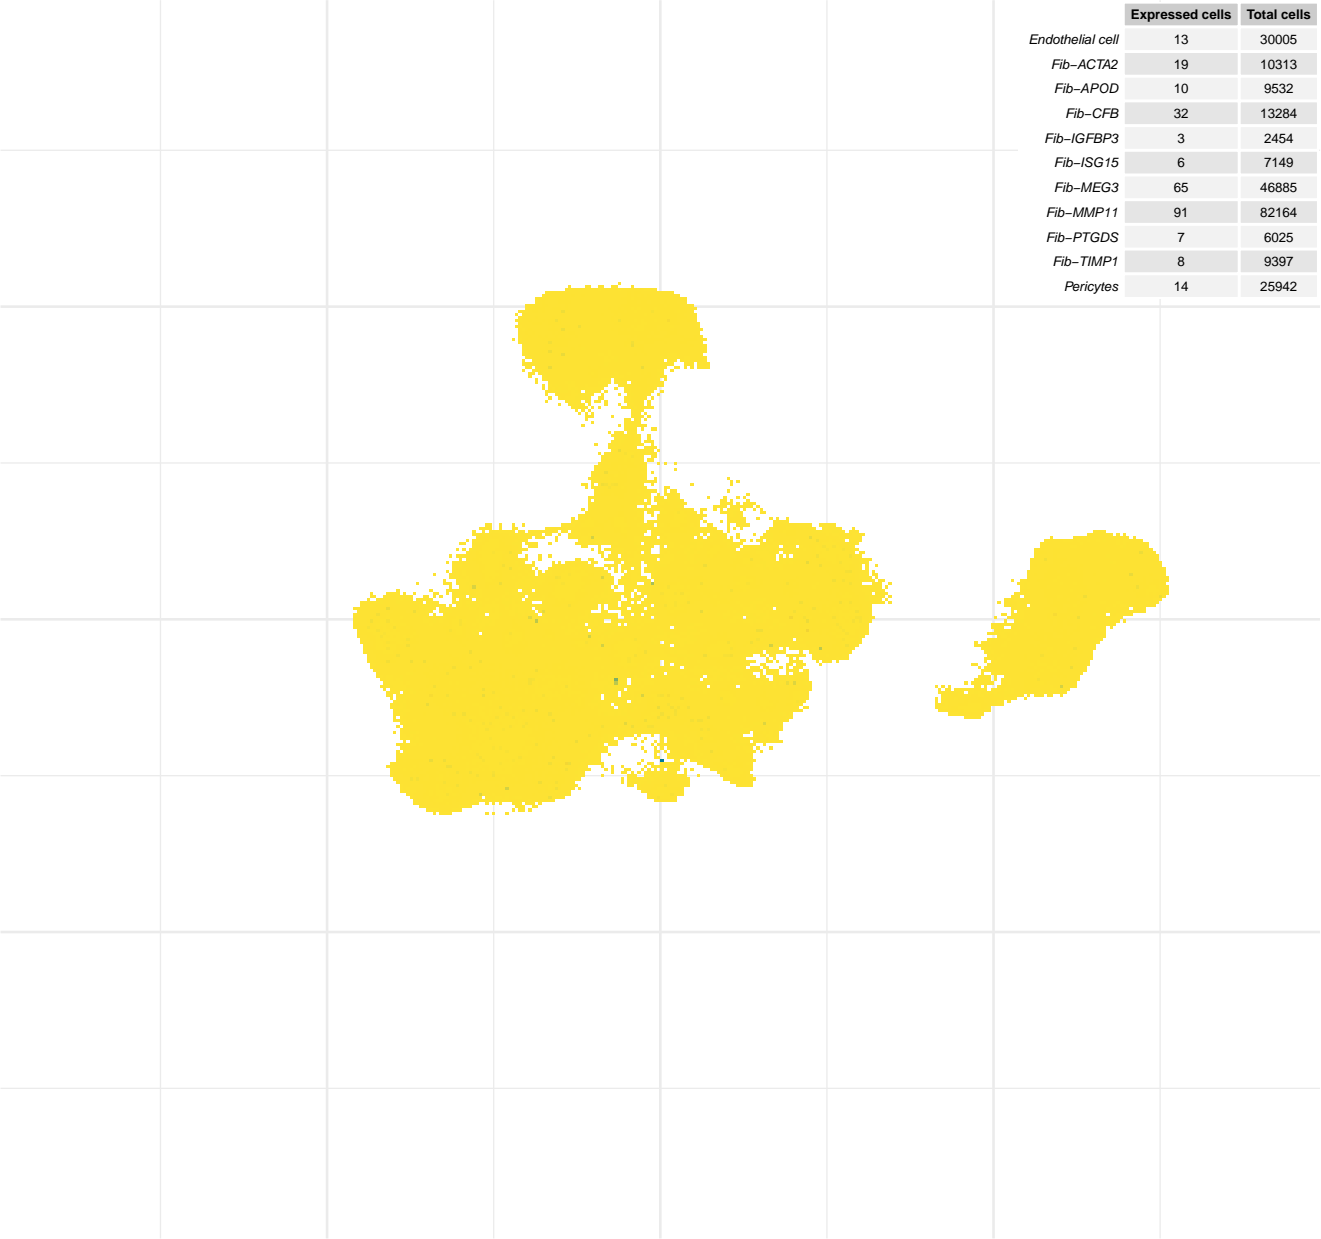 Expressed cells Total cells
Endothelial cell 13 30005
Fib−ACTA2 19 10313
Fib−APOD 10 9532
Fib−CFB 32 13284
Fib−IGFBP3 3 2454
Fib−ISG15 6 7149
Fib−MEG3 65 46885
Fib−MMP11 91 82164
Fib−PTGDS 7 6025
Fib−TIMP1 8 9397
Pericytes 14 25942